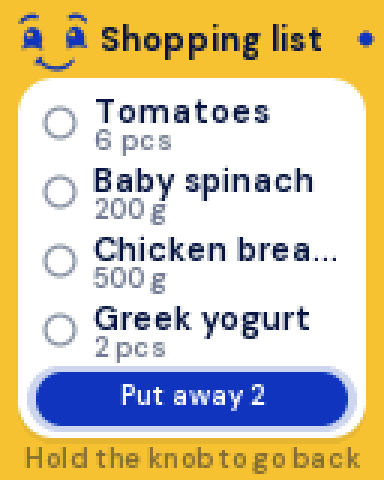 Shopping list
Tomatoes
6 pcs
Baby spinach
200 g
Chicken brea...
500 g
Greek yogurt
2 pcs
Put away 2
Hold the knob to go back